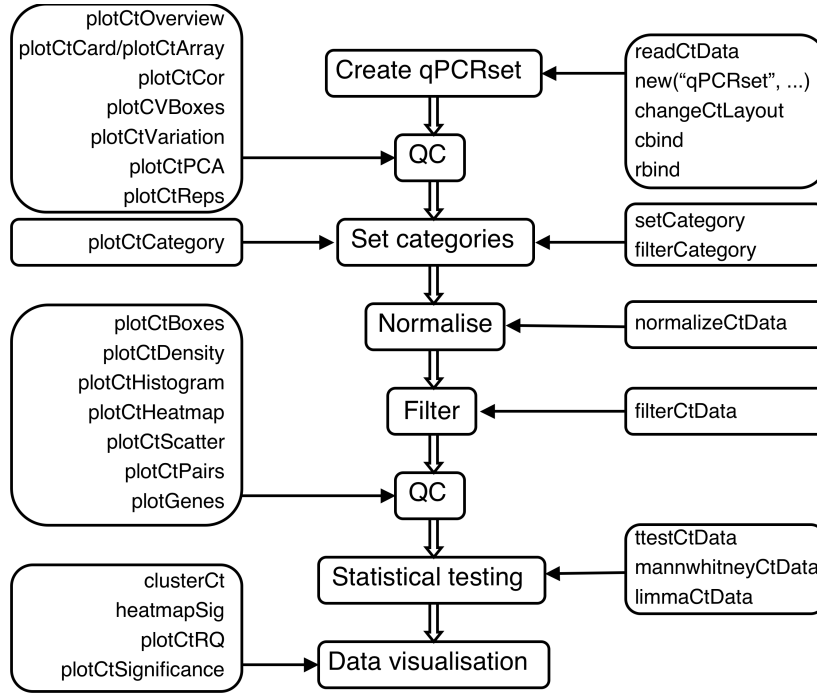 plotCtOverview
plotCtCard/plotCtArray
plotCtCor
plotCVBoxes
plotCtVariation
plotCtPCA
plotCtReps
plotCtCategory
plotCtBoxes
plotCtDensity
plotCtHistogram
plotCtHeatmap
plotCtScatter
plotCtPairs
plotGenes
clusterCt
heatmapSig
plotCtRQ
plotCtSignificance
Create qPCRset
QC
Set categories
Normalise
Filter
QC
Statistical testing
Data visualisation
readCtData
new(“qPCRset”, ...)
changeCtLayout
cbind
rbind
setCategory
filterCategory
normalizeCtData
filterCtData
ttestCtData
mannwhitneyCtData
limmaCtData